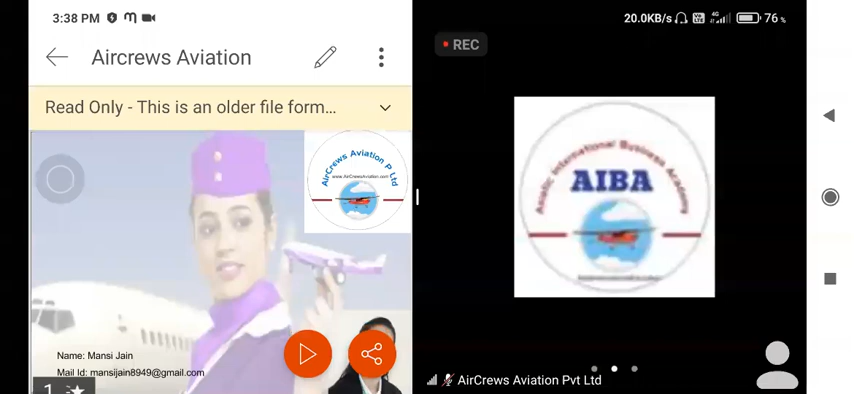 3:38 PM
20.0KB/s 4G 76%
Aircrews Aviation
REC
Read Only - This is an older file form...
AirCrews Aviation P Ltd
www.AirCrewsAviation.com
Asiatic International Business Academy
AIBA
Name: Mansi Jain
Mail Id: mansijain8949@gmail.com
1
AirCrews Aviation Pvt Ltd